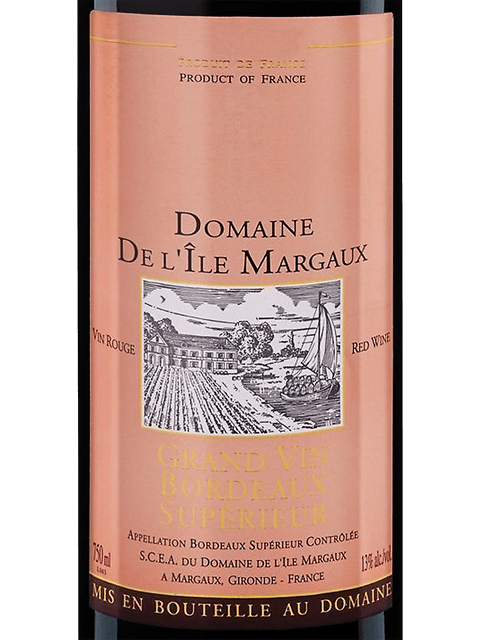 PRODUIT DE FRANCE
PRODUCT OF FRANCE
DOMAINE
DE L'ÎLE MARGAUX
VIN ROUGE
RED WINE
GRAND VIN
BORDEAUX
SUPÉRIEUR
APPELLATION BORDEAUX SUPÉRIEUR CONTRÔLÉE
750 ml
S.C.E.A. DU DOMAINE DE L'ILE MARGAUX
13% alc./vol.
A MARGAUX, GIRONDE - FRANCE
MIS EN BOUTEILLE AU DOMAINE